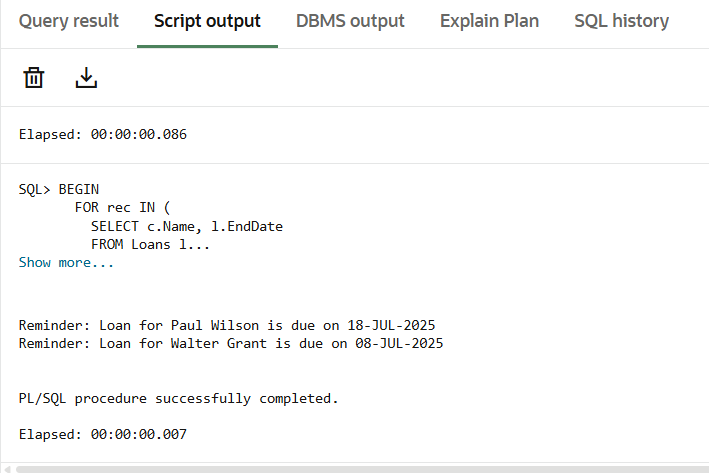 Query result Script output DBMS output Explain Plan SQL history
Elapsed: 00:00:00.086
SQL> BEGIN
FOR rec IN (
SELECT c.Name, l.EndDate
FROM Loans l...
Show more...
Reminder: Loan for Paul Wilson is due on 18-JUL-2025
Reminder: Loan for Walter Grant is due on 08-JUL-2025
PL/SQL procedure successfully completed.
Elapsed: 00:00:00.007